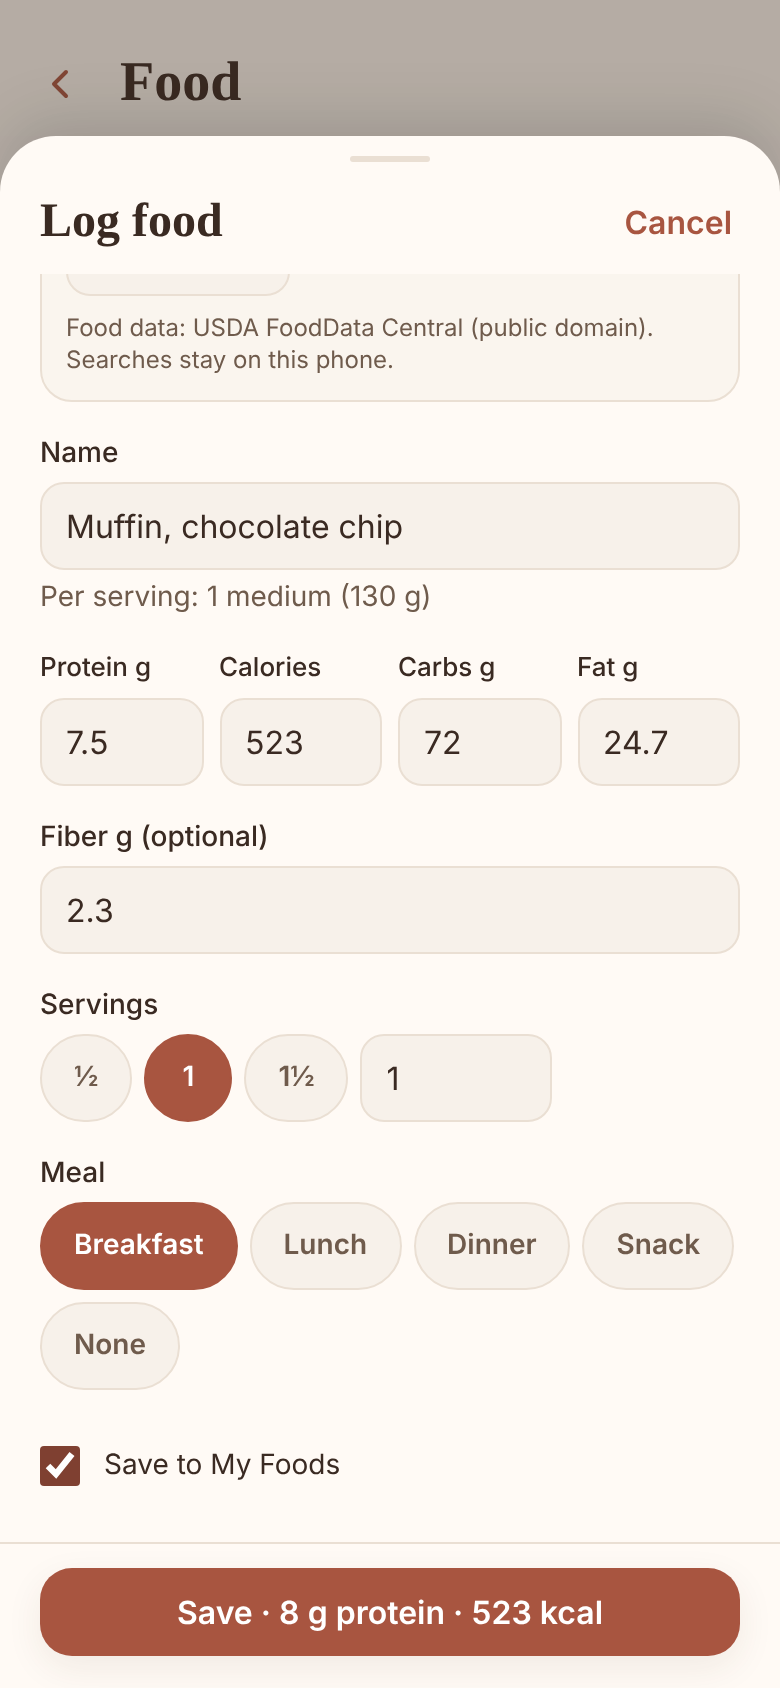 Food
Log food
Cancel
Food data: USDA FoodData Central (public domain).
Searches stay on this phone.
Name
Muffin, chocolate chip
Per serving: 1 medium (130 g)
Protein g Calories Carbs g Fat g
7.5 523 72 24.7
Fiber g (optional)
2.3
Servings
½ 1 1½ 1
Meal
Breakfast Lunch Dinner Snack
None
Save to My Foods
Save · 8 g protein · 523 kcal